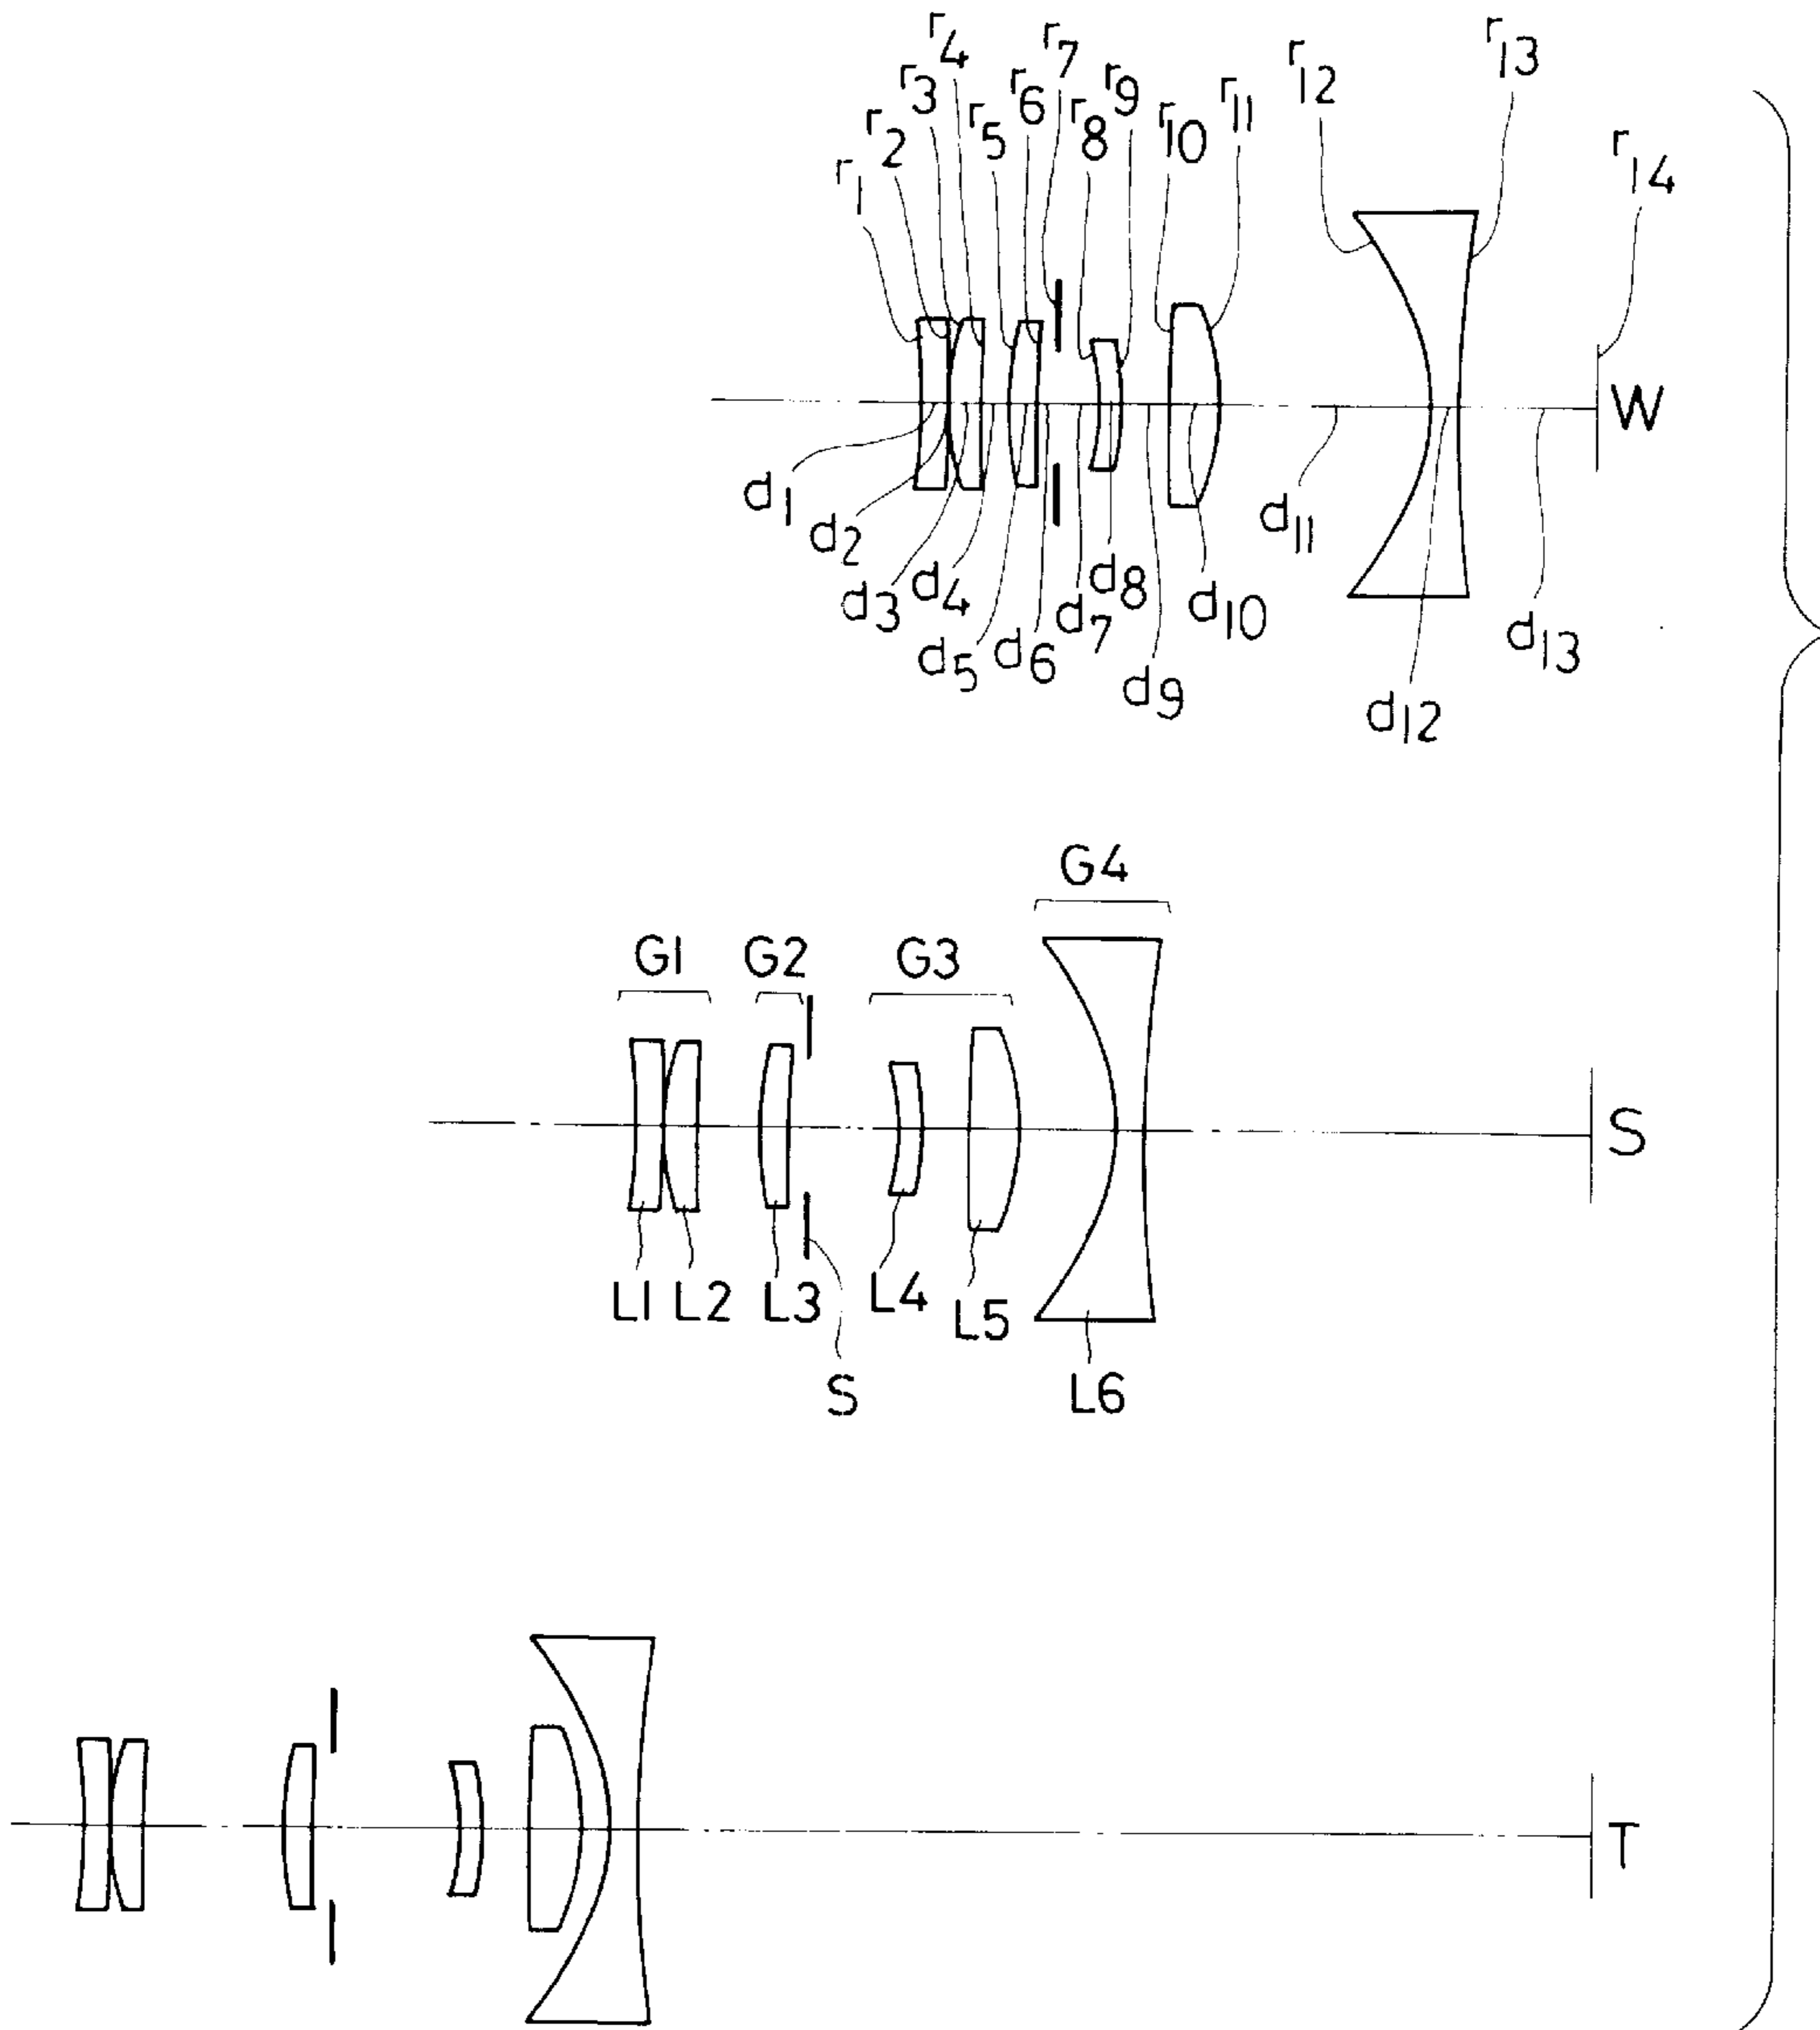 r1 r2 r3 r4 r5 r6 r7 r8 r9 r10 r11 r12 r13 r14
W
d1 d2 d3 d4 d5 d6 d7 d8 d9 d10 d11 d12 d13
G1 G2 G3 G4
S
L1 L2 L3 L4 L5 L6
S
T